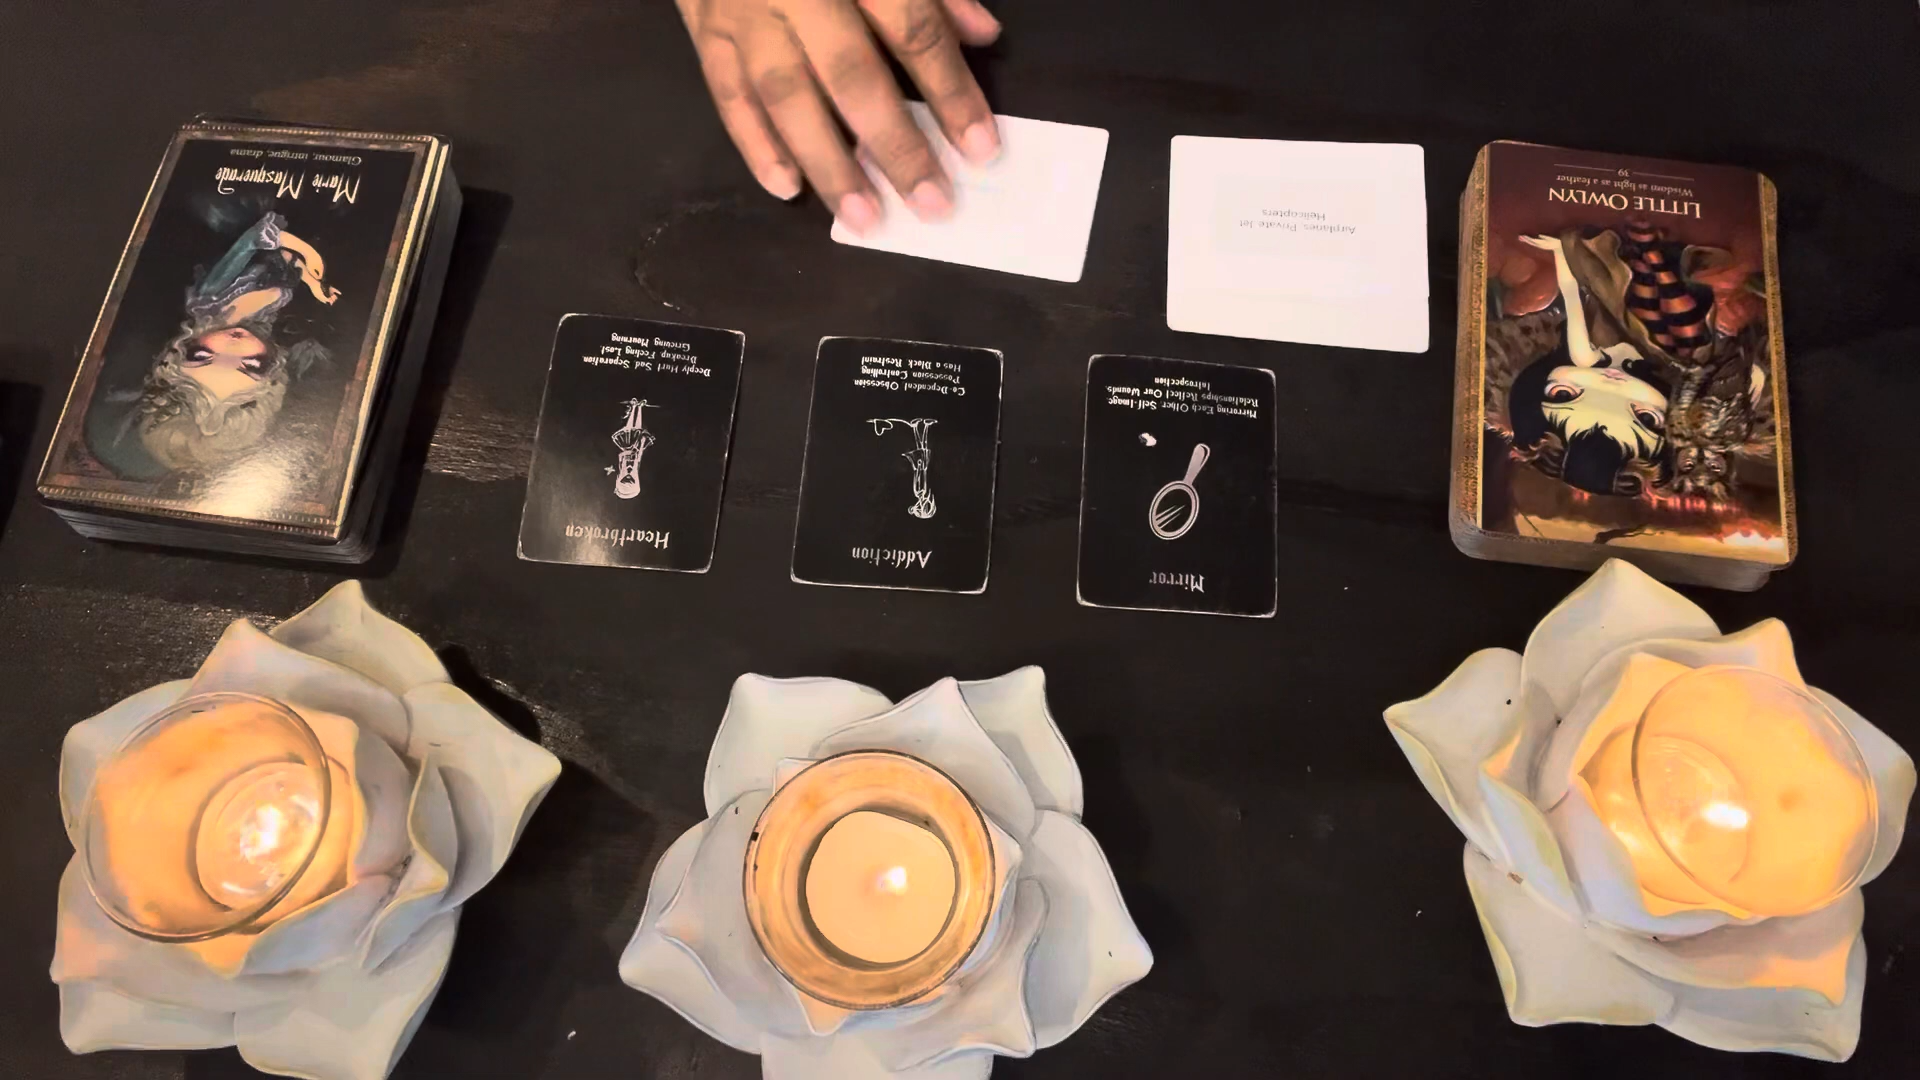 Marie Masquerade
Glamour, intrigue, drama
Airplanes, Private Jet
Helicopters
LITTLE OWLYN
Wisdom as light as a feather
39
Heartbroken
Deeply Hurt Sad Separation.
Breakup Feeling Lost.
Grieving Mourning
Addiction
Co-Dependent Obsession
Possession Controlling
Has a Block Restraint
Mirror
Mirroring Each Other Self-Image.
Relationships Reflect Our Wounds.
Introspection